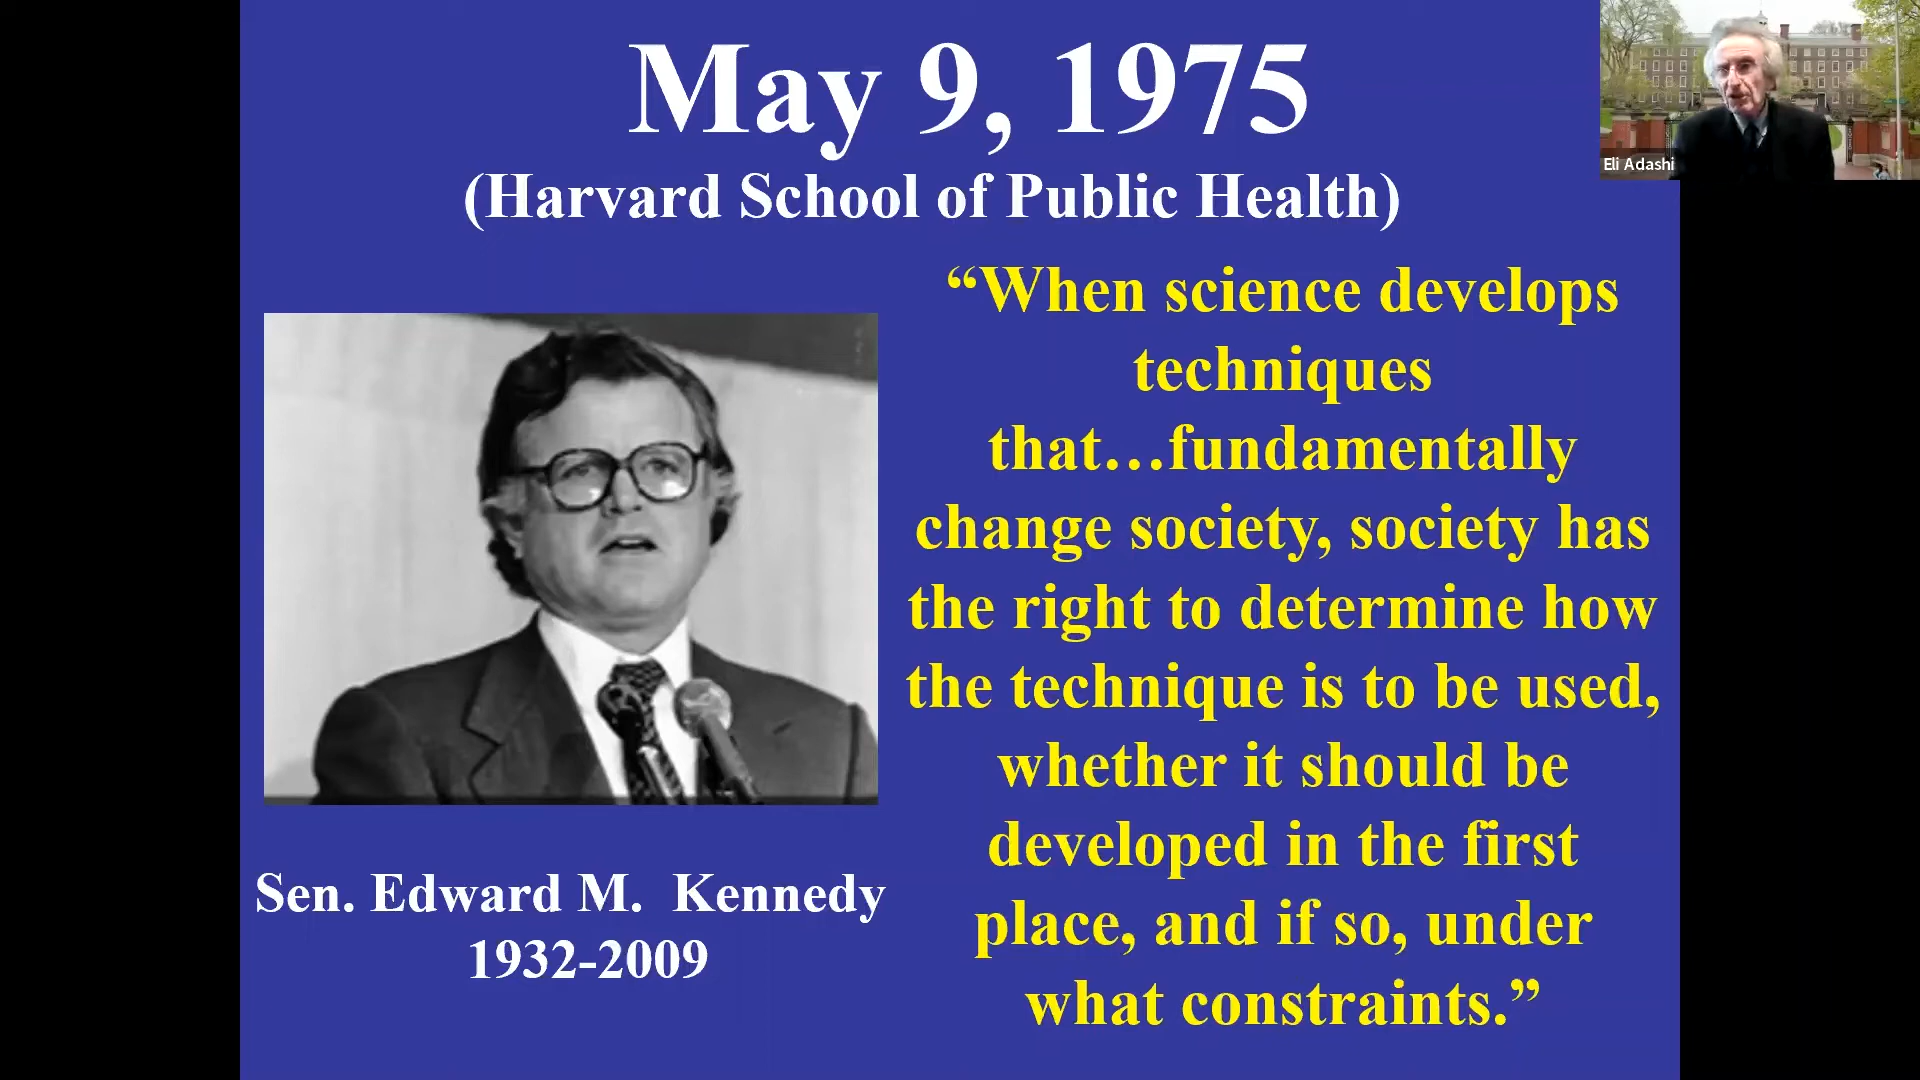 May 9, 1975
(Harvard School of Public Health)
“When science develops
techniques
that…fundamentally
change society, society has
the right to determine how
the technique is to be used,
whether it should be
developed in the first
place, and if so, under
what constraints.”
Sen. Edward M. Kennedy
1932-2009
Eli Adashi